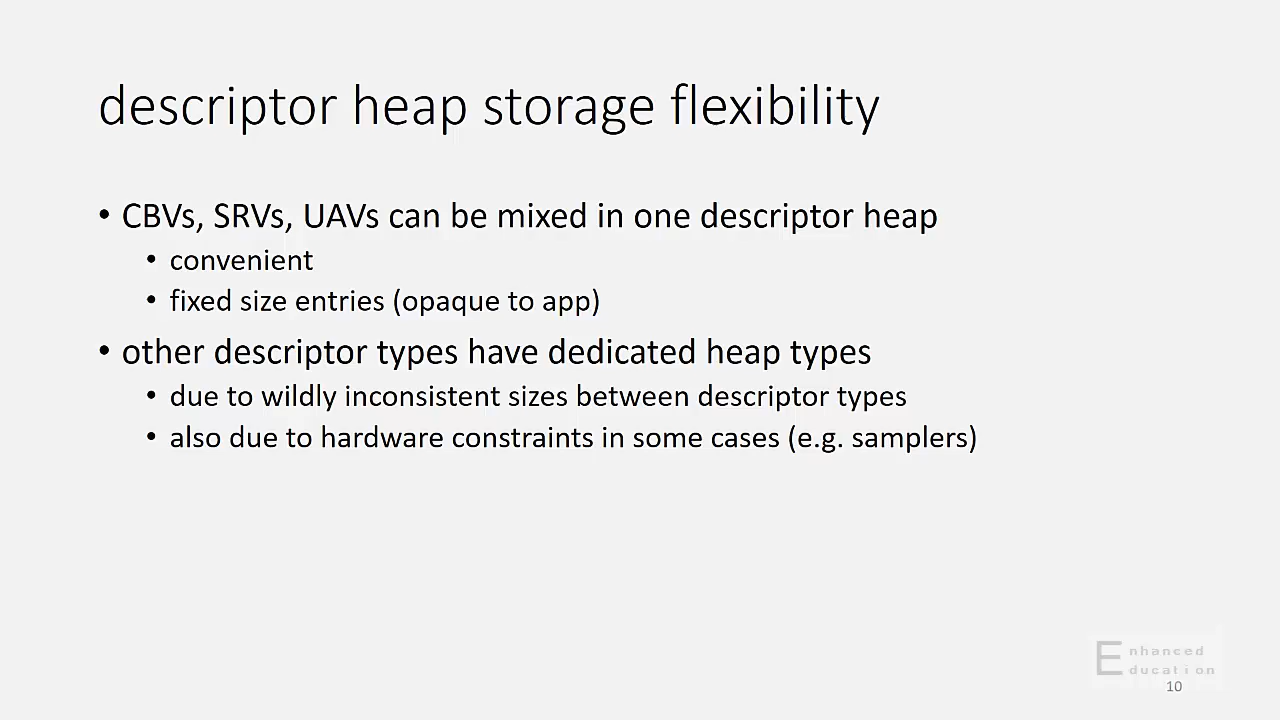 descriptor heap storage flexibility
• CBVs, SRVs, UAVs can be mixed in one descriptor heap
• convenient
• fixed size entries (opaque to app)
• other descriptor types have dedicated heap types
• due to wildly inconsistent sizes between descriptor types
• also due to hardware constraints in some cases (e.g. samplers)
Enhanced
Education
10